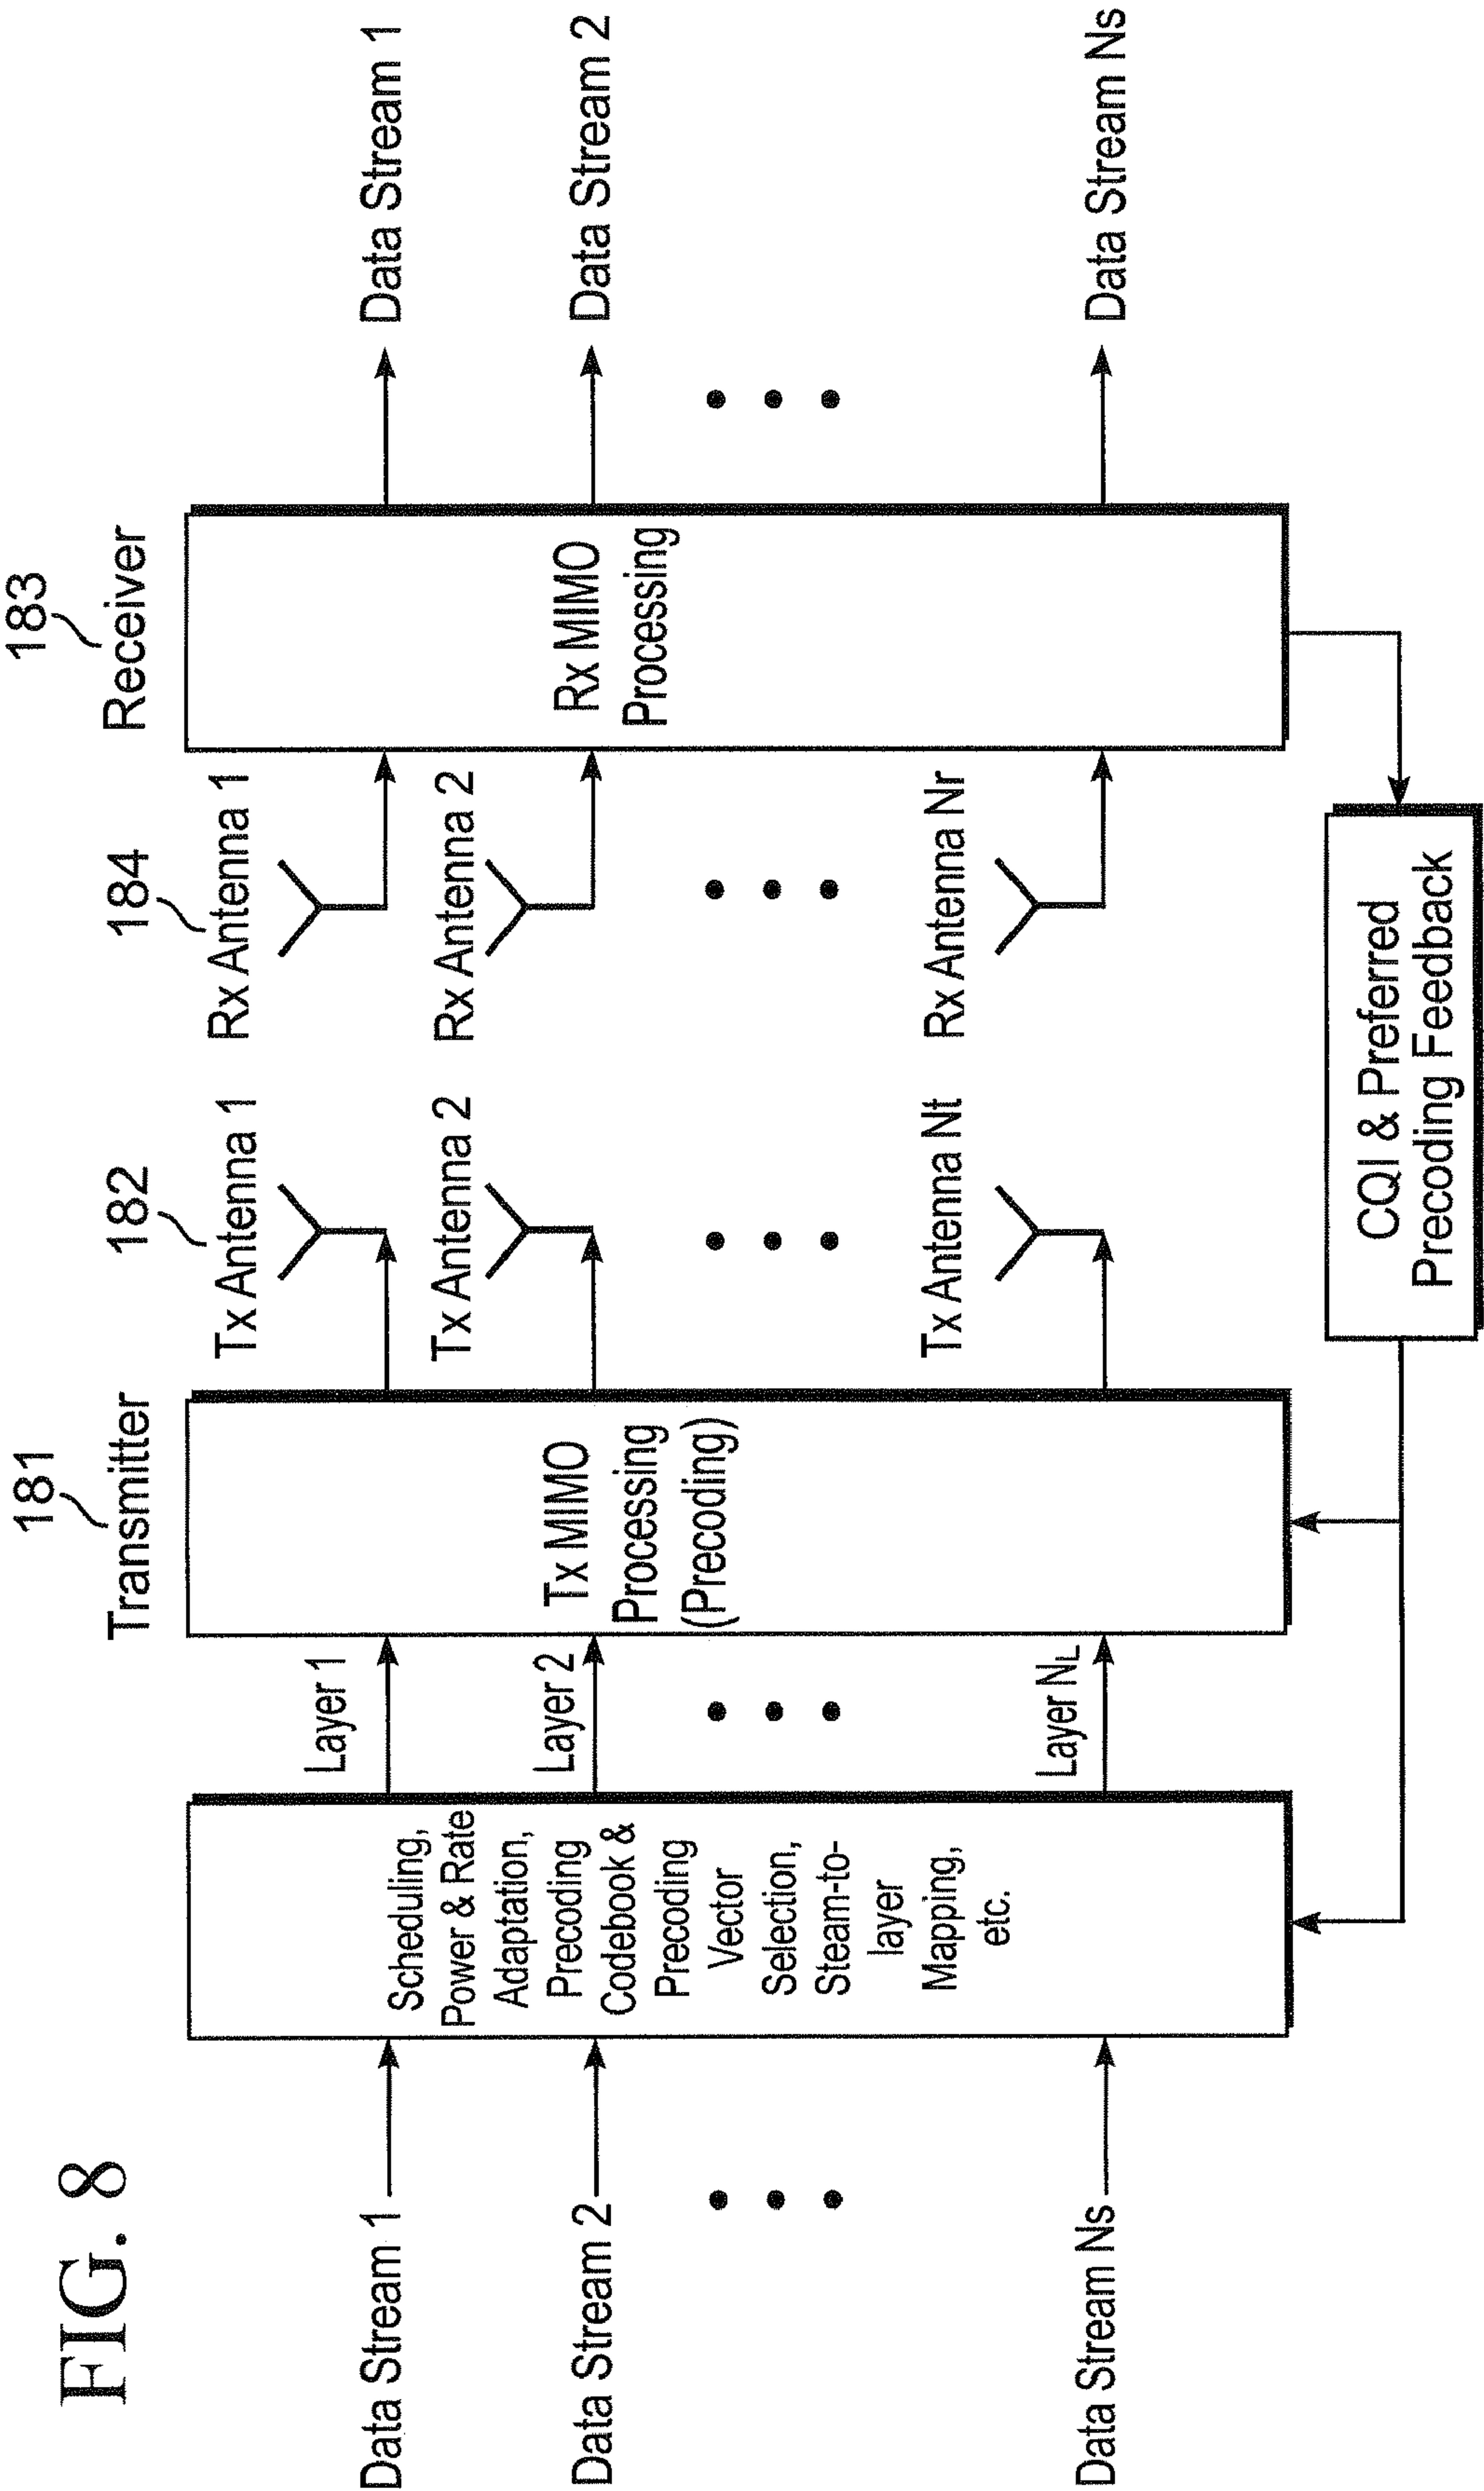 FIG. 8
Data Stream 1
Data Stream 2
Data Stream Ns
Scheduling,
Power & Rate
Adaptation,
Precoding
Codebook &
Precoding
Vector
Selection,
Steam-to-
layer
Mapping,
etc.
Layer 1
Layer 2
Layer NL
181
Transmitter
Tx MIMO
Processing
(Precoding)
182
Tx Antenna 1
Tx Antenna 2
Tx Antenna Nt
184
Rx Antenna 1
Rx Antenna 2
Rx Antenna Nr
183
Receiver
Rx MIMO
Processing
Data Stream 1
Data Stream 2
Data Stream Ns
CQI & Preferred
Precoding Feedback